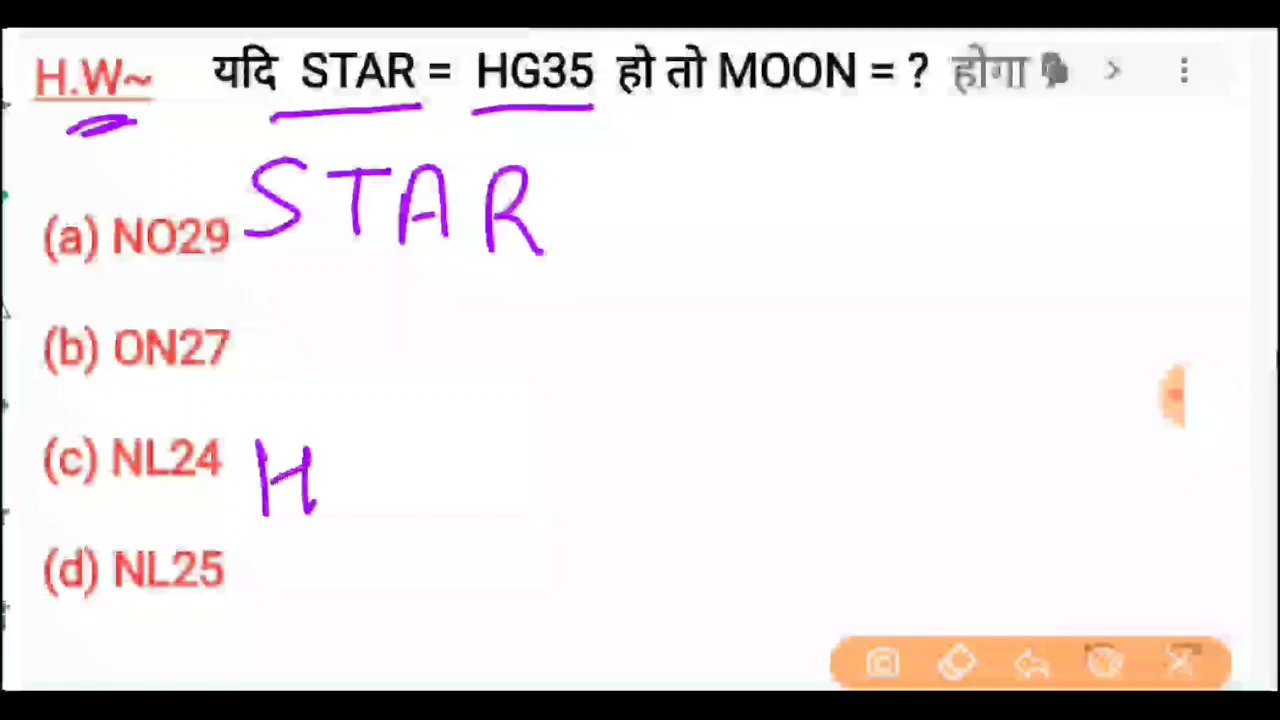 H.W~ यदि STAR = HG35 हो तो MOON = ? होगा
STAR
(a) NO29
(b) ON27
(c) NL24
H
(d) NL25